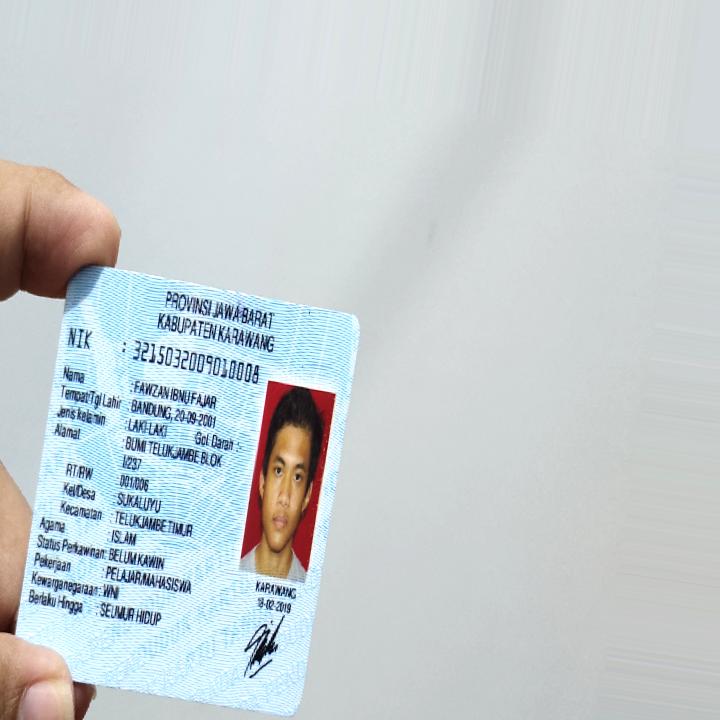 PROVINSI JAWA BARAT
KABUPATEN KARAWANG
NIK : 3215032009010008
Nama : FAWZAN IBNU FAJAR
Tempat/Tgl Lahir : BANDUNG, 20-09-2001
Jenis kelamin : LAKI-LAKI Gol. Darah :-
Alamat : BUMI TELUKJAMBE BLOK
I/237
RT/RW : 001/006
Kel/Desa : SUKALUYU
Kecamatan : TELUKJAMBE TIMUR
Agama : ISLAM
Status Perkawinan: BELUM KAWIN
Pekerjaan : PELAJAR/MAHASISWA
Kewarganegaraan: WNI
Berlaku Hingga : SEUMUR HIDUP
KARAWANG
18-02-2019